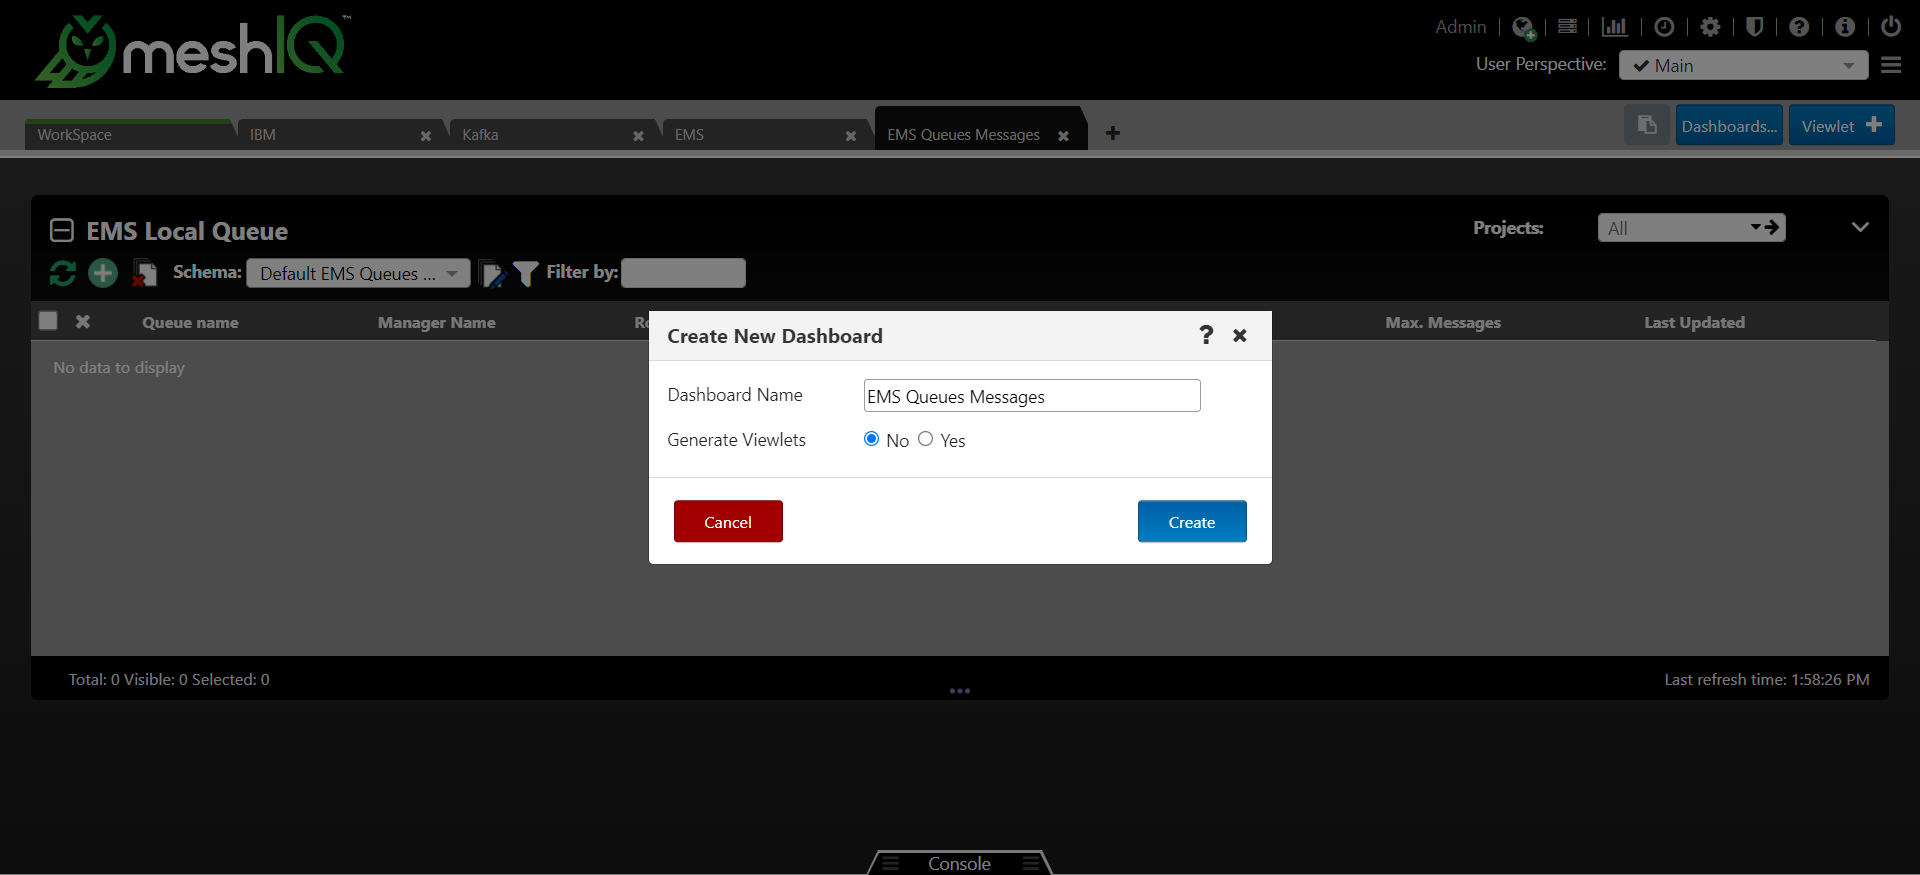 meshIQ™
Admin
User Perspective: Main
WorkSpace IBM Kafka EMS EMS Queues Messages
Dashboards... Viewlet
EMS Local Queue
Projects: All
Schema: Default EMS Queues ... Filter by:
Queue name Manager Name Max. Messages Last Updated
No data to display
Create New Dashboard
Dashboard Name EMS Queues Messages
Generate Viewlets No Yes
Cancel Create
Total: 0 Visible: 0 Selected: 0
Last refresh time: 1:58:26 PM
Console